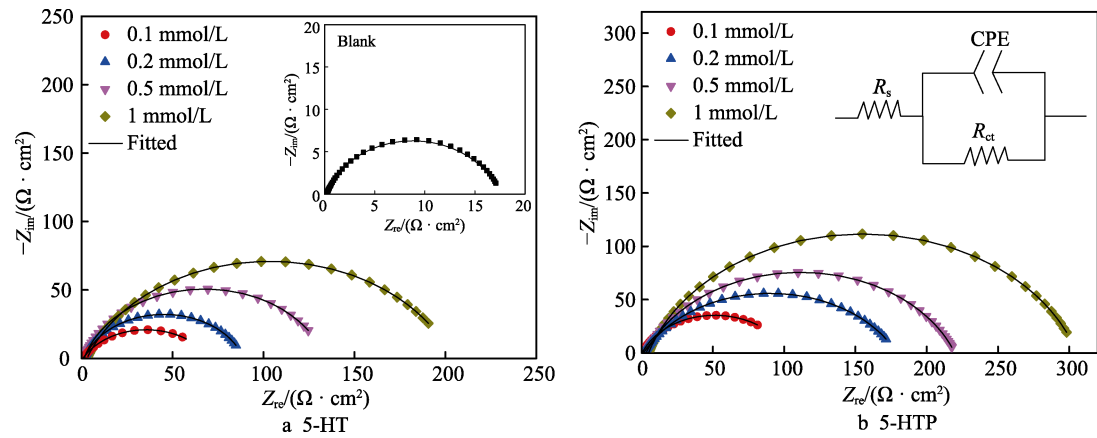 250
200
150
100
50
0
0 50 100 150 200 250
−Zim/(Ω · cm²)
Zre/(Ω · cm²)
0.1 mmol/L
0.2 mmol/L
0.5 mmol/L
1 mmol/L
Fitted
Blank
20
15
10
5
0
0 5 10 15 20
−Zim/(Ω · cm²)
Zre/(Ω · cm²)
a 5-HT
300
250
200
150
100
50
0
0 50 100 150 200 250 300
−Zim/(Ω · cm²)
Zre/(Ω · cm²)
0.1 mmol/L
0.2 mmol/L
0.5 mmol/L
1 mmol/L
Fitted
CPE
Rs
Rct
b 5-HTP